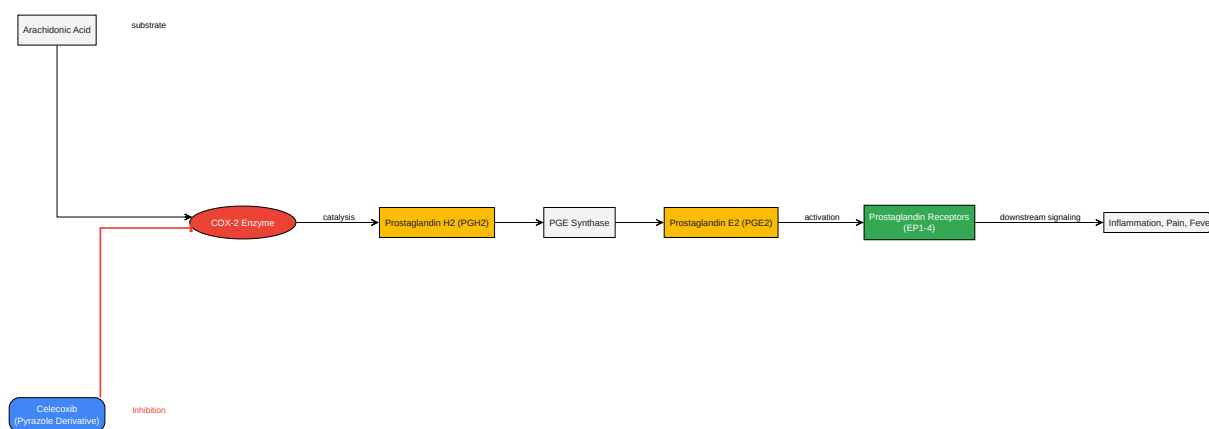 Arachidonic Acid
substrate
COX-2 Enzyme
catalysis
Prostaglandin H2 (PGH2)
PGE Synthase
Prostaglandin E2 (PGE2)
activation
Prostaglandin Receptors
(EP1-4)
downstream signaling
Inflammation, Pain, Feve
Celecoxib
(Pyrazole Derivative)
Inhibition